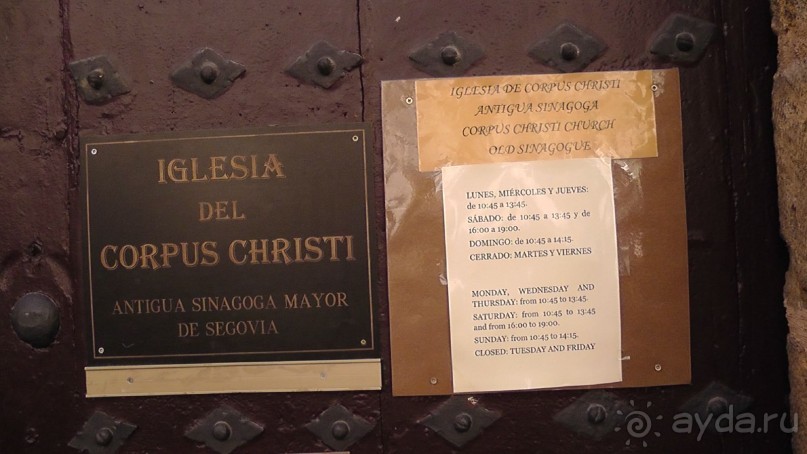 IGLESIA
DEL
CORPUS CHRISTI
ANTIGUA SINAGOGA MAYOR
DE SEGOVIA
IGLESIA DE CORPUS CHRISTI
ANTIGUA SINAGOGA
CORPUS CHRISTI CHURCH
OLD SINAGOGUE
LUNES, MIÉRCOLES Y JUEVES:
de 10:45 a 13:45.
SÁBADO: de 10:45 a 13:45 y de
16:00 a 19:00.
DOMINGO: de 10:45 a 14:15.
CERRADO: MARTES Y VIERNES
MONDAY, WEDNESDAY AND
THURSDAY: from 10:45 to 13:45.
SATURDAY: from 10:45 to 13:45
and from 16:00 to 19:00.
SUNDAY: from 10:45 to 14:15.
CLOSED: TUESDAY AND FRIDAY
ayda.ru